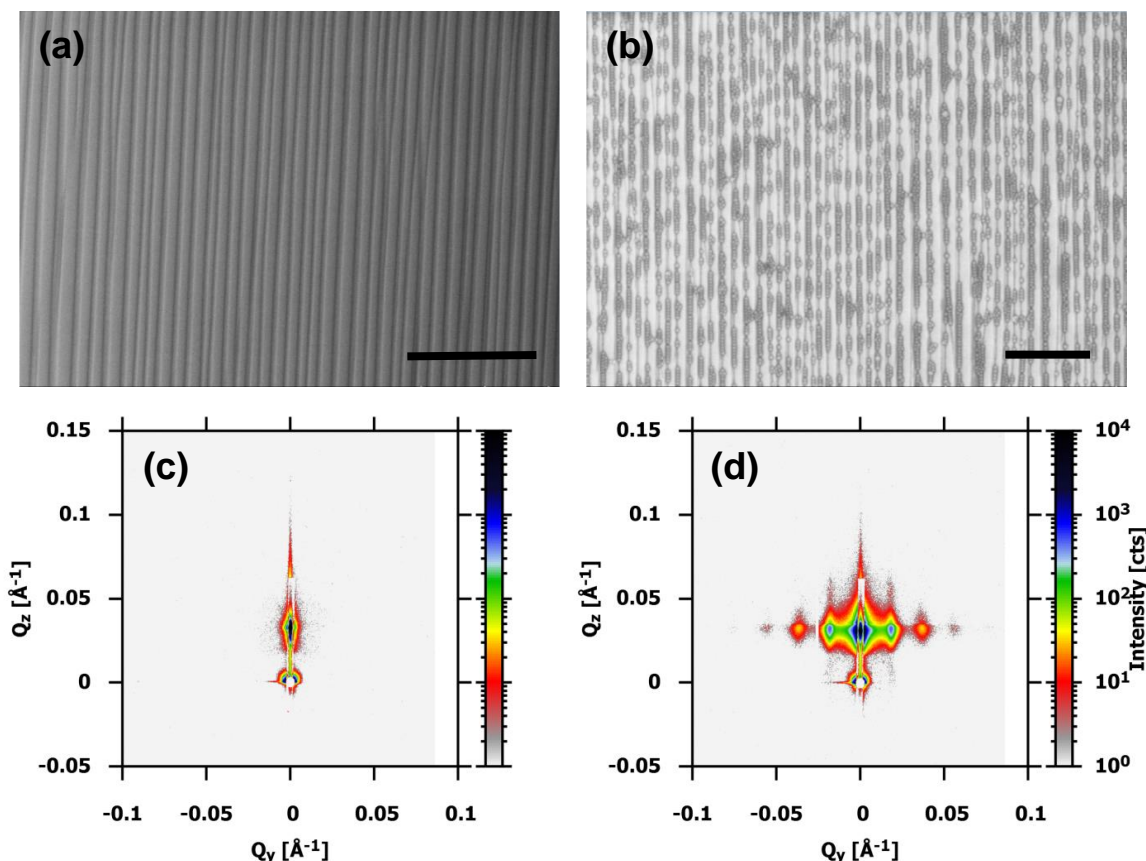 (a)
(b)
(c)
0.15
0.1
0.05
0
-0.05
Qz [Å-1]
-0.1 -0.05 0 0.05 0.1
Qy [Å-1]
(d)
0.15
0.1
0.05
0
-0.05
Qz [Å-1]
-0.1 -0.05 0 0.05 0.1
Qy [Å-1]
10⁴
10³
10²
10¹
10⁰
Intensity [cts]